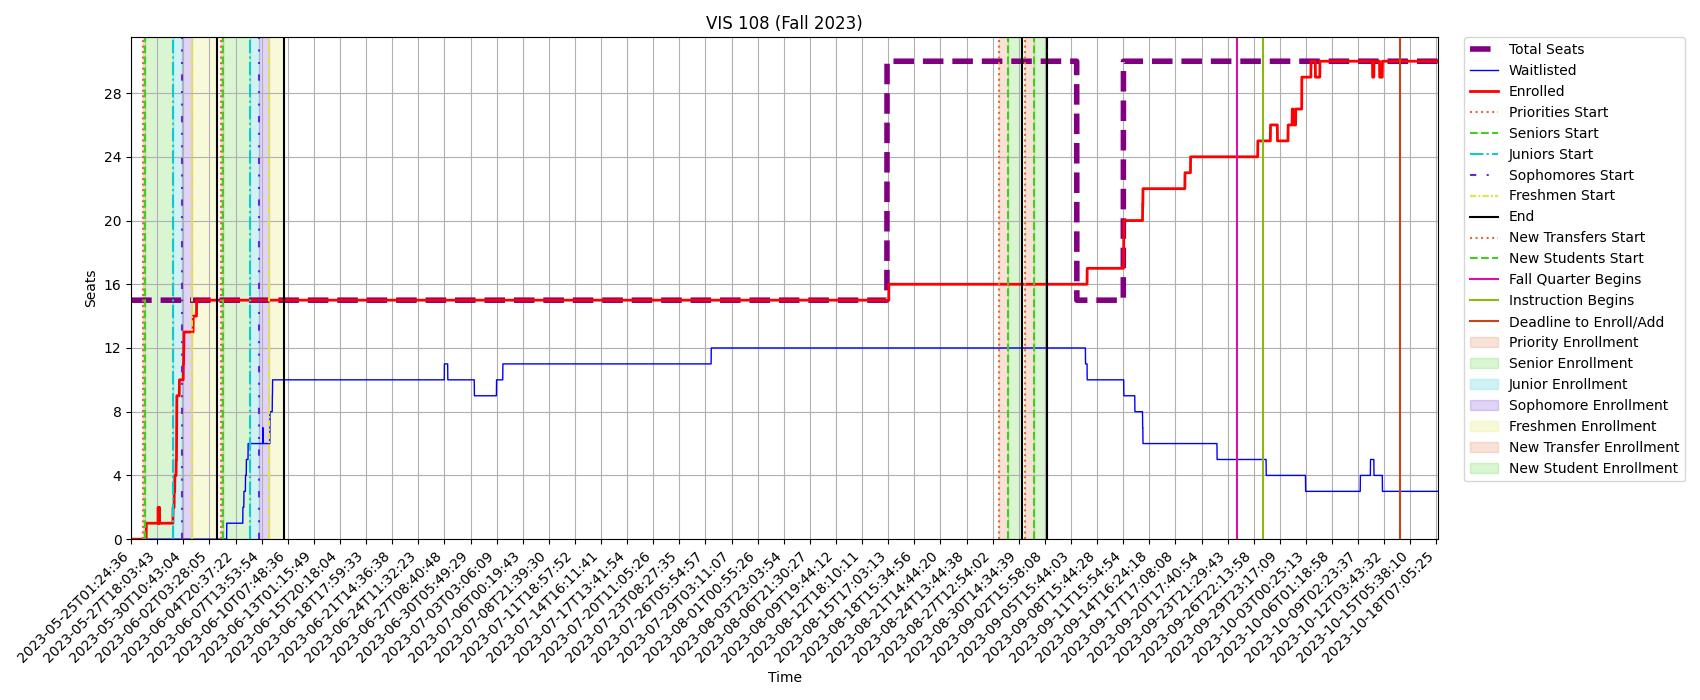 VIS 108 (Fall 2023)
Seats
28
24
20
16
12
8
4
0
2023-05-25T01:24:36
2023-05-27T18:03:43
2023-05-30T10:43:04
2023-06-02T03:28:05
2023-06-04T20:37:22
2023-06-07T13:53:54
2023-06-10T07:48:36
2023-06-13T01:15:49
2023-06-15T20:18:04
2023-06-18T17:59:33
2023-06-21T14:36:38
2023-06-24T11:32:23
2023-06-27T08:40:48
2023-06-30T05:49:29
2023-07-03T03:06:09
2023-07-06T00:19:43
2023-07-08T21:39:30
2023-07-11T18:57:52
2023-07-14T16:11:41
2023-07-17T13:41:54
2023-07-20T11:05:26
2023-07-23T08:27:35
2023-07-26T05:54:57
2023-07-29T03:11:07
2023-08-01T00:55:26
2023-08-03T23:03:54
2023-08-06T21:30:27
2023-08-09T19:44:12
2023-08-12T18:10:11
2023-08-15T17:03:13
2023-08-18T15:34:56
2023-08-21T14:44:20
2023-08-24T13:44:38
2023-08-27T12:54:02
2023-08-30T14:34:39
2023-09-02T15:58:08
2023-09-05T15:44:03
2023-09-08T15:44:28
2023-09-11T15:54:54
2023-09-14T16:24:18
2023-09-17T17:08:08
2023-09-20T17:40:54
2023-09-23T21:29:43
2023-09-26T22:13:58
2023-09-29T23:17:09
2023-10-03T00:25:13
2023-10-06T01:18:58
2023-10-09T02:23:37
2023-10-12T03:43:32
2023-10-15T05:38:10
2023-10-18T07:05:25
Time
Total Seats
Waitlisted
Enrolled
Priorities Start
Seniors Start
Juniors Start
Sophomores Start
Freshmen Start
End
New Transfers Start
New Students Start
Fall Quarter Begins
Instruction Begins
Deadline to Enroll/Add
Priority Enrollment
Senior Enrollment
Junior Enrollment
Sophomore Enrollment
Freshmen Enrollment
New Transfer Enrollment
New Student Enrollment